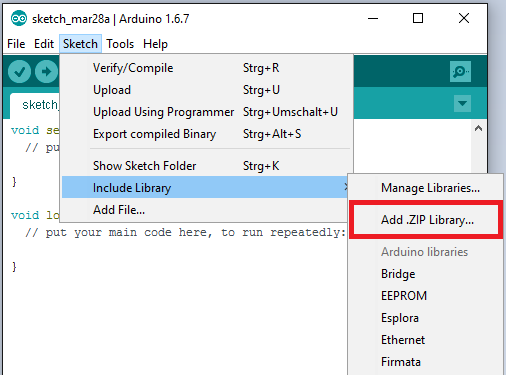 sketch_mar28a | Arduino 1.6.7
File Edit Sketch Tools Help
Verify/Compile Strg+R
Upload Strg+U
Upload Using Programmer Strg+Umschalt+U
Export compiled Binary Strg+Alt+S
sketch_
void se
// pu
Show Sketch Folder Strg+K
}
Include Library
Manage Libraries...
Add File...
void lo
Add .ZIP Library...
// put your main code here, to run repeatedly:
Arduino libraries
}
Bridge
EEPROM
Esplora
Ethernet
Firmata